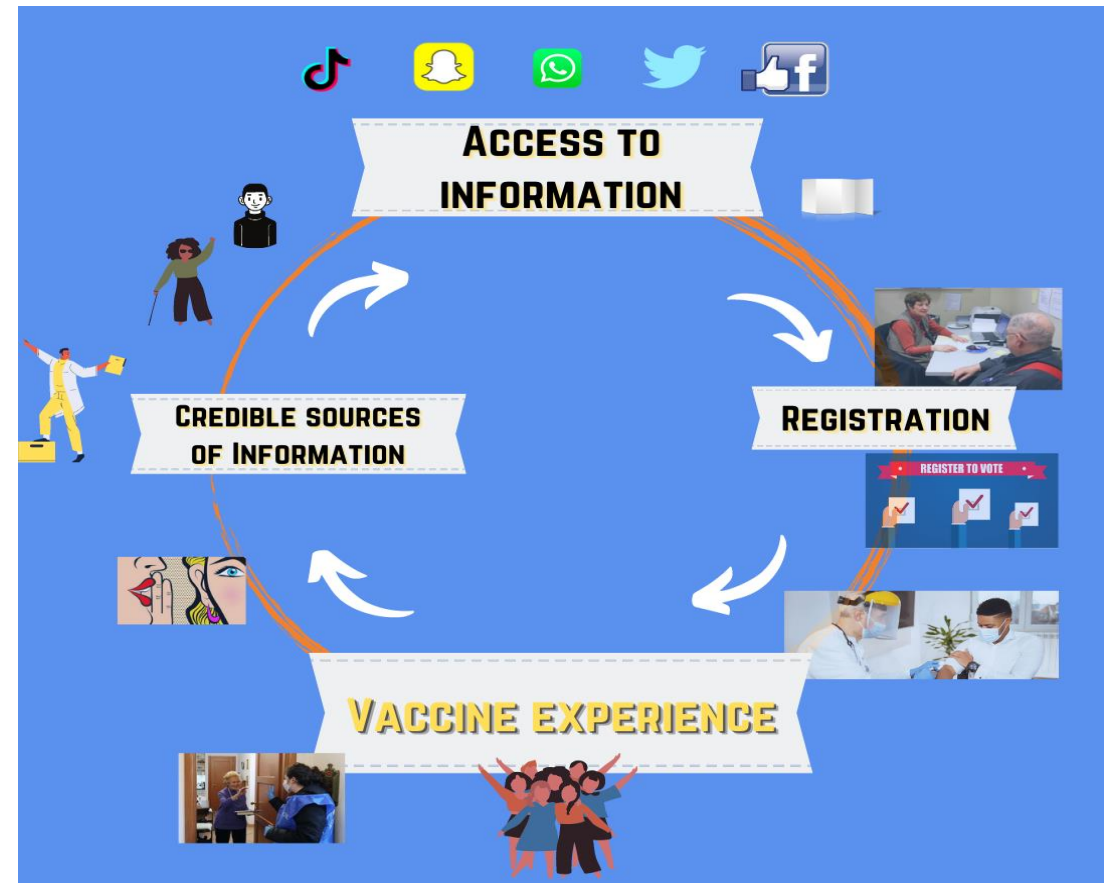 ACCESS TO
INFORMATION
CREDIBLE SOURCES
OF INFORMATION
REGISTRATION
REGISTER TO VOTE
VACCINE EXPERIENCE